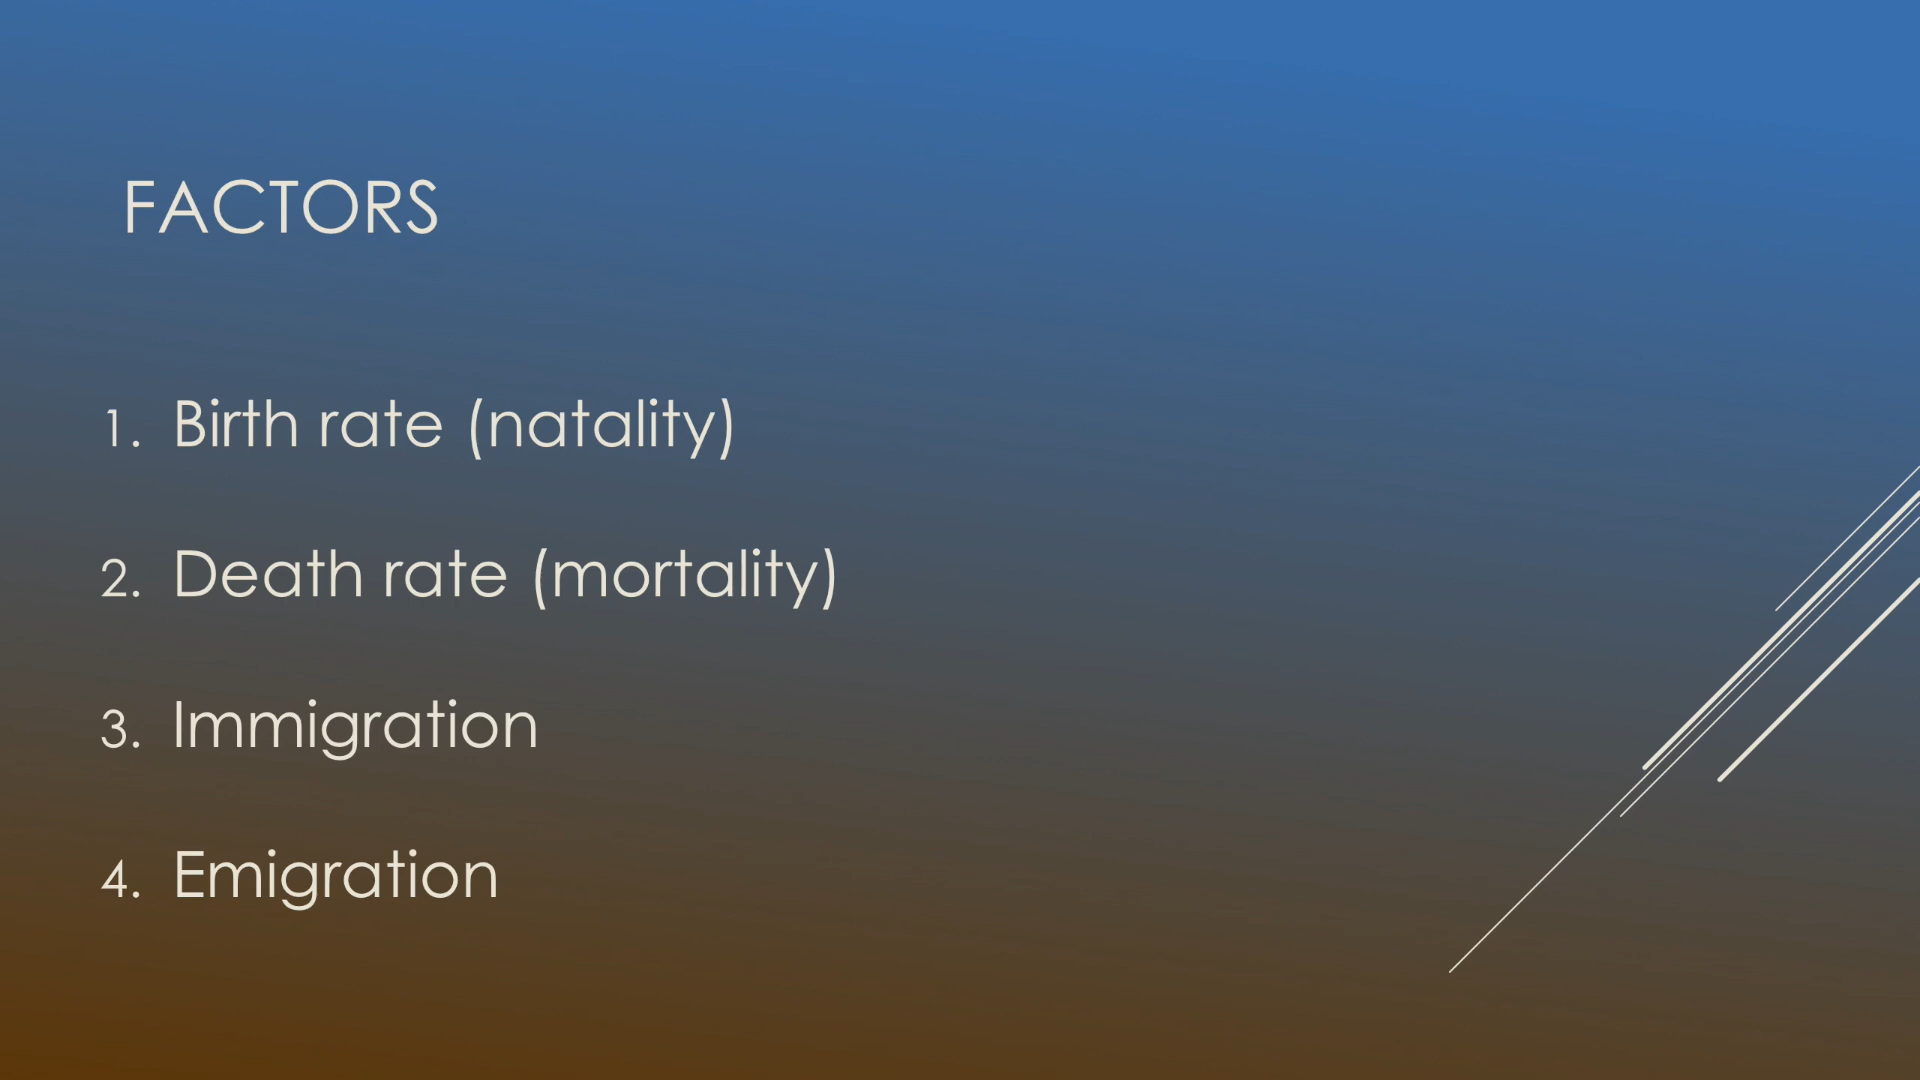 FACTORS
1. Birth rate (natality)
2. Death rate (mortality)
3. Immigration
4. Emigration